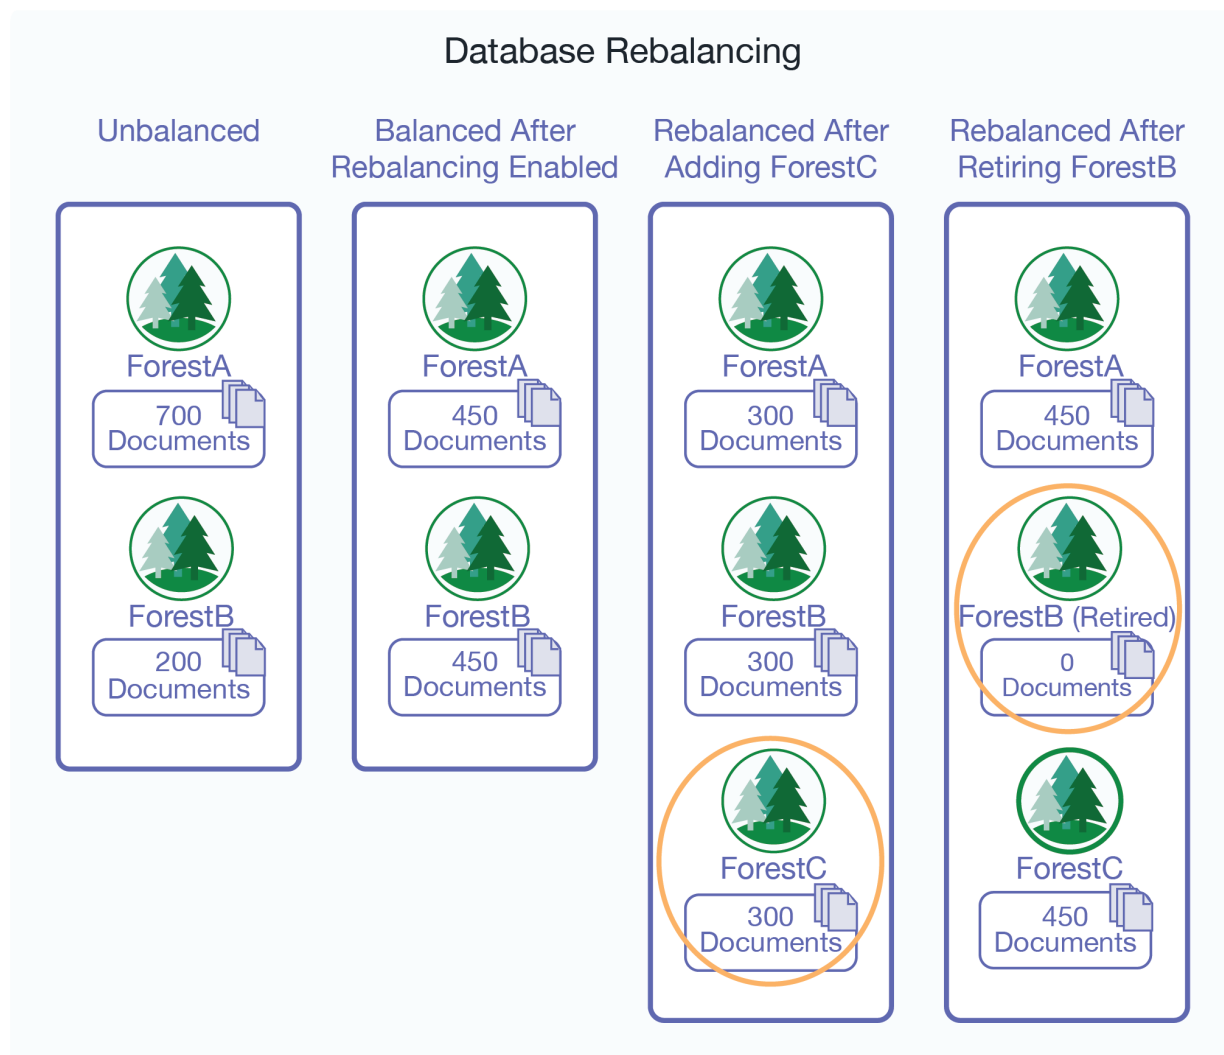 Database Rebalancing
Unbalanced
ForestA
700
Documents
ForestB
200
Documents
Balanced After
Rebalancing Enabled
ForestA
450
Documents
ForestB
450
Documents
Rebalanced After
Adding ForestC
ForestA
300
Documents
ForestB
300
Documents
ForestC
300
Documents
Rebalanced After
Retiring ForestB
ForestA
450
Documents
ForestB (Retired)
0
Documents
ForestC
450
Documents